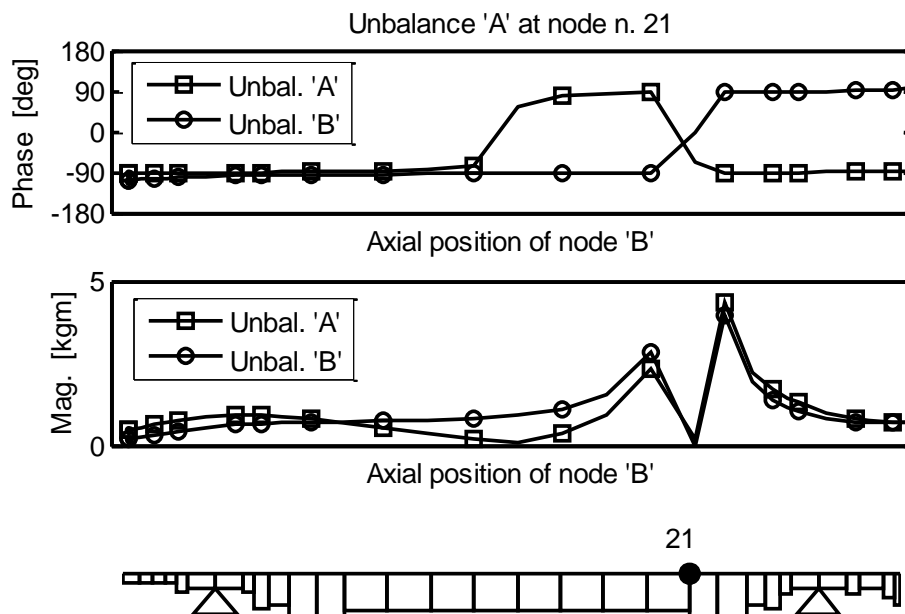 Unbalance 'A' at node n. 21
Phase [deg]
180
90
0
-90
-180
Unbal. 'A'
Unbal. 'B'
Axial position of node 'B'
Mag. [kgm]
5
0
Unbal. 'A'
Unbal. 'B'
Axial position of node 'B'
21